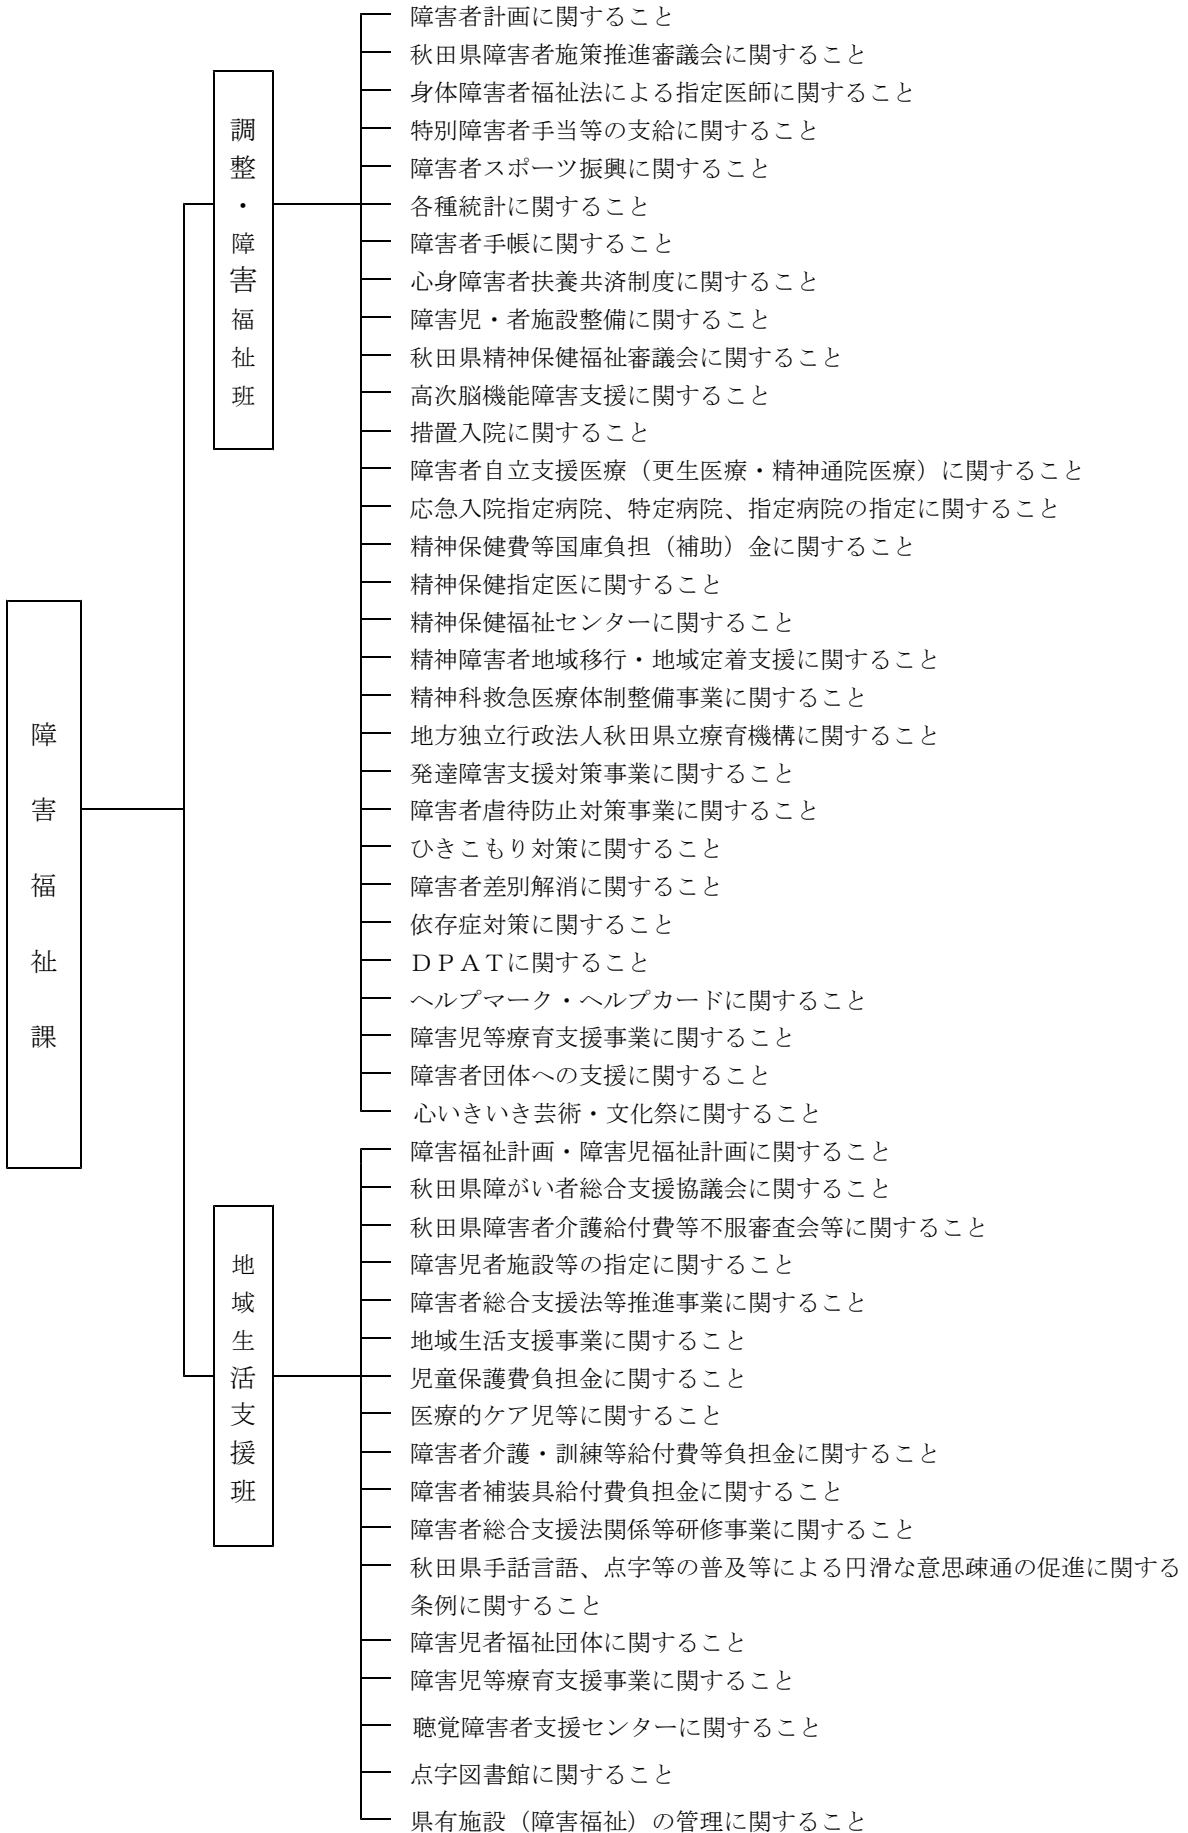 障害福祉課
調整・障害福祉班
障害者計画に関すること
秋田県障害者施策推進審議会に関すること
身体障害者福祉法による指定医師に関すること
特別障害者手当等の支給に関すること
障害者スポーツ振興に関すること
各種統計に関すること
障害者手帳に関すること
心身障害者扶養共済制度に関すること
障害児・者施設整備に関すること
秋田県精神保健福祉審議会に関すること
高次脳機能障害支援に関すること
措置入院に関すること
障害者自立支援医療（更生医療・精神通院医療）に関すること
応急入院指定病院、特定病院、指定病院の指定に関すること
精神保健費等国庫負担（補助）金に関すること
精神保健指定医に関すること
精神保健福祉センターに関すること
精神障害者地域移行・地域定着支援に関すること
精神科救急医療体制整備事業に関すること
地方独立行政法人秋田県立療育機構に関すること
発達障害支援対策事業に関すること
障害者虐待防止対策事業に関すること
ひきこもり対策に関すること
障害者差別解消に関すること
依存症対策に関すること
ＤＰＡＴに関すること
ヘルプマーク・ヘルプカードに関すること
障害児等療育支援事業に関すること
障害者団体への支援に関すること
心いきいき芸術・文化祭に関すること
地域生活支援班
障害福祉計画・障害児福祉計画に関すること
秋田県障がい者総合支援協議会に関すること
秋田県障害者介護給付費等不服審査会等に関すること
障害児者施設等の指定に関すること
障害者総合支援法等推進事業に関すること
地域生活支援事業に関すること
児童保護費負担金に関すること
医療的ケア児等に関すること
障害者介護・訓練等給付費等負担金に関すること
障害者補装具給付費負担金に関すること
障害者総合支援法関係等研修事業に関すること
秋田県手話言語、点字等の普及等による円滑な意思疎通の促進に関する
条例に関すること
障害児者福祉団体に関すること
障害児等療育支援事業に関すること
聴覚障害者支援センターに関すること
点字図書館に関すること
県有施設（障害福祉）の管理に関すること